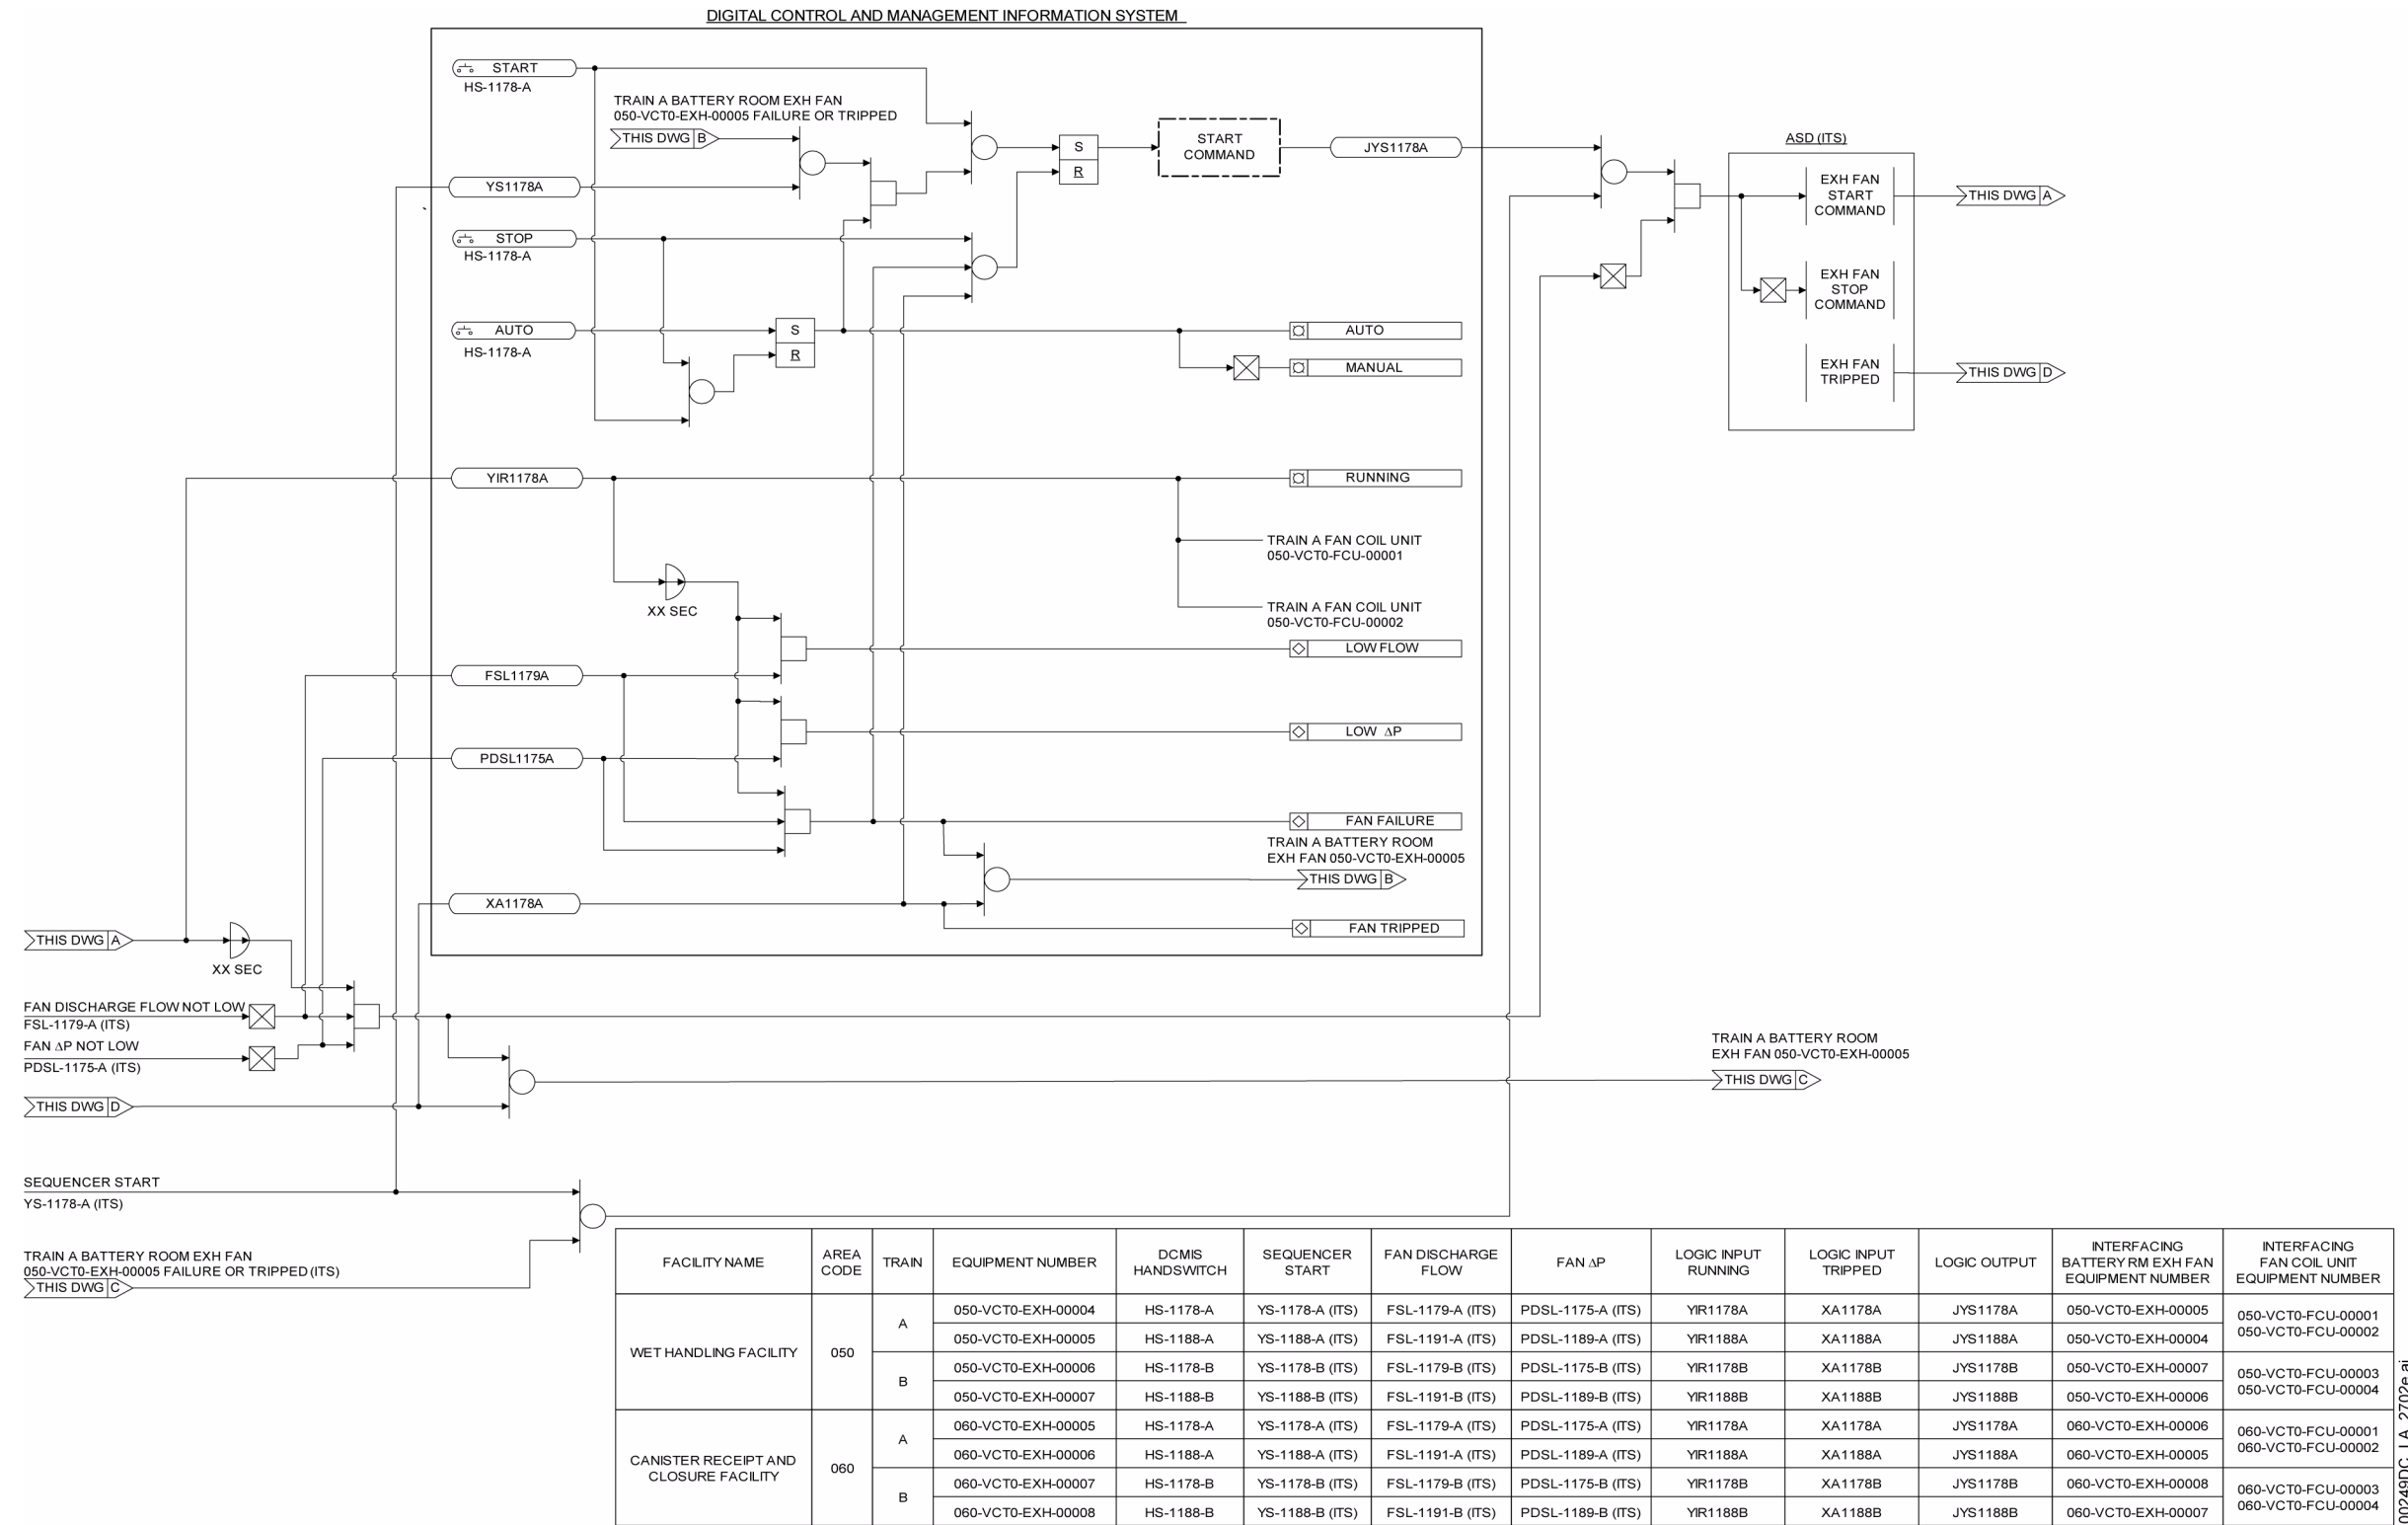 DIGITAL CONTROL AND MANAGEMENT INFORMATION SYSTEM
START
HS-1178-A
TRAIN A BATTERY ROOM EXH FAN
050-VCT0-EXH-00005 FAILURE OR TRIPPED
THIS DWG B
YS1178A
STOP
HS-1178-A
AUTO
HS-1178-A
S
R
S
R
START
COMMAND
JYS1178A
ASD (ITS)
EXH FAN
START
COMMAND
THIS DWG A
EXH FAN
STOP
COMMAND
EXH FAN
TRIPPED
THIS DWG D
AUTO
MANUAL
YIR1178A
RUNNING
TRAIN A FAN COIL UNIT
050-VCT0-FCU-00001
XX SEC
TRAIN A FAN COIL UNIT
050-VCT0-FCU-00002
LOW FLOW
FSL1179A
LOW ΔP
PDSL1175A
FAN FAILURE
TRAIN A BATTERY ROOM
EXH FAN 050-VCT0-EXH-00005
THIS DWG B
XA1178A
FAN TRIPPED
THIS DWG A
XX SEC
FAN DISCHARGE FLOW NOT LOW
FSL-1179-A (ITS)
FAN ΔP NOT LOW
PDSL-1175-A (ITS)
THIS DWG D
TRAIN A BATTERY ROOM
EXH FAN 050-VCT0-EXH-00005
THIS DWG C
SEQUENCER START
YS-1178-A (ITS)
TRAIN A BATTERY ROOM EXH FAN
050-VCT0-EXH-00005 FAILURE OR TRIPPED (ITS)
THIS DWG C
FACILITY NAME
AREA
CODE
TRAIN
EQUIPMENT NUMBER
DCMIS
HANDSWITCH
SEQUENCER
START
FAN DISCHARGE
FLOW
FAN ΔP
LOGIC INPUT
RUNNING
LOGIC INPUT
TRIPPED
LOGIC OUTPUT
INTERFACING
BATTERY RM EXH FAN
EQUIPMENT NUMBER
INTERFACING
FAN COIL UNIT
EQUIPMENT NUMBER
WET HANDLING FACILITY
050
A
050-VCT0-EXH-00004 HS-1178-A YS-1178-A (ITS) FSL-1179-A (ITS) PDSL-1175-A (ITS) YIR1178A XA1178A JYS1178A 050-VCT0-EXH-00005
050-VCT0-EXH-00005 HS-1188-A YS-1188-A (ITS) FSL-1191-A (ITS) PDSL-1189-A (ITS) YIR1188A XA1188A JYS1188A 050-VCT0-EXH-00004
050-VCT0-FCU-00001
050-VCT0-FCU-00002
B
050-VCT0-EXH-00006 HS-1178-B YS-1178-B (ITS) FSL-1179-B (ITS) PDSL-1175-B (ITS) YIR1178B XA1178B JYS1178B 050-VCT0-EXH-00007
050-VCT0-EXH-00007 HS-1188-B YS-1188-B (ITS) FSL-1191-B (ITS) PDSL-1189-B (ITS) YIR1188B XA1188B JYS1188B 050-VCT0-EXH-00006
050-VCT0-FCU-00003
050-VCT0-FCU-00004
CANISTER RECEIPT AND
CLOSURE FACILITY
060
A
060-VCT0-EXH-00005 HS-1178-A YS-1178-A (ITS) FSL-1179-A (ITS) PDSL-1175-A (ITS) YIR1178A XA1178A JYS1178A 060-VCT0-EXH-00006
060-VCT0-EXH-00006 HS-1188-A YS-1188-A (ITS) FSL-1191-A (ITS) PDSL-1189-A (ITS) YIR1188A XA1188A JYS1188A 060-VCT0-EXH-00005
060-VCT0-FCU-00001
060-VCT0-FCU-00002
B
060-VCT0-EXH-00007 HS-1178-B YS-1178-B (ITS) FSL-1179-B (ITS) PDSL-1175-B (ITS) YIR1178B XA1178B JYS1178B 060-VCT0-EXH-00008
060-VCT0-EXH-00008 HS-1188-B YS-1188-B (ITS) FSL-1191-B (ITS) PDSL-1189-B (ITS) YIR1188B XA1188B JYS1188B 060-VCT0-EXH-00007
060-VCT0-FCU-00003
060-VCT0-FCU-00004
00249DC_LA_2702e.ai